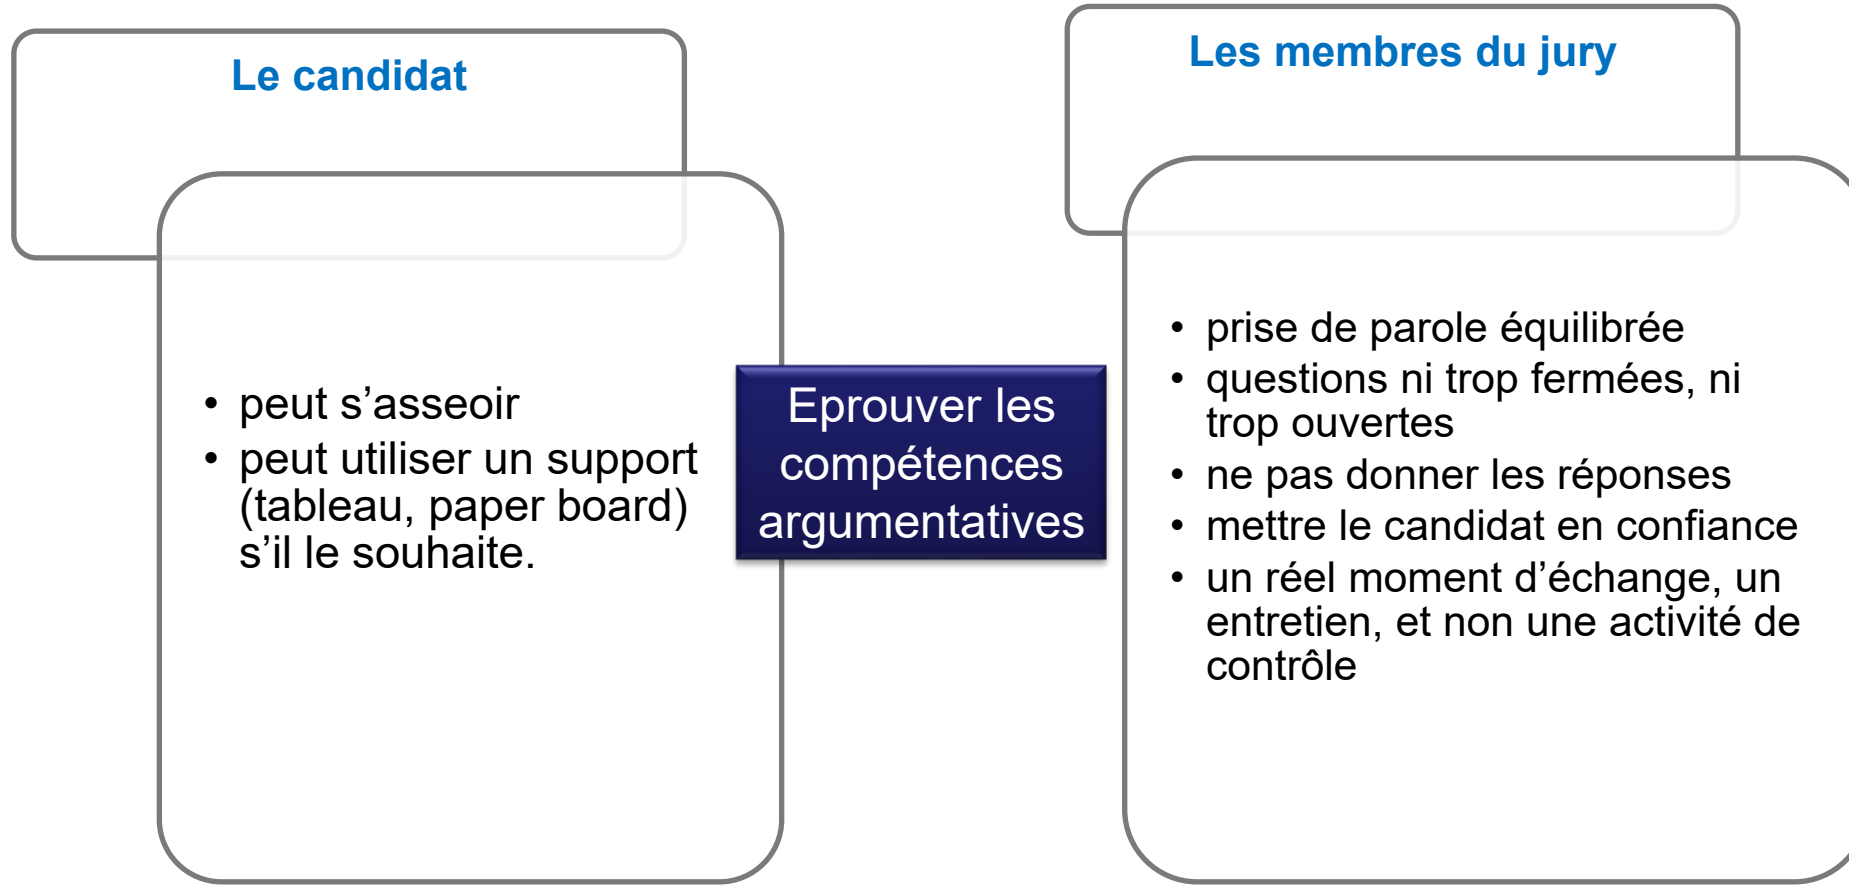 Le candidat
• peut s’asseoir
• peut utiliser un support
(tableau, paper board)
s’il le souhaite.
Eprouver les
compétences
argumentatives
Les membres du jury
• prise de parole équilibrée
• questions ni trop fermées, ni
trop ouvertes
• ne pas donner les réponses
• mettre le candidat en confiance
• un réel moment d’échange, un
entretien, et non une activité de
contrôle